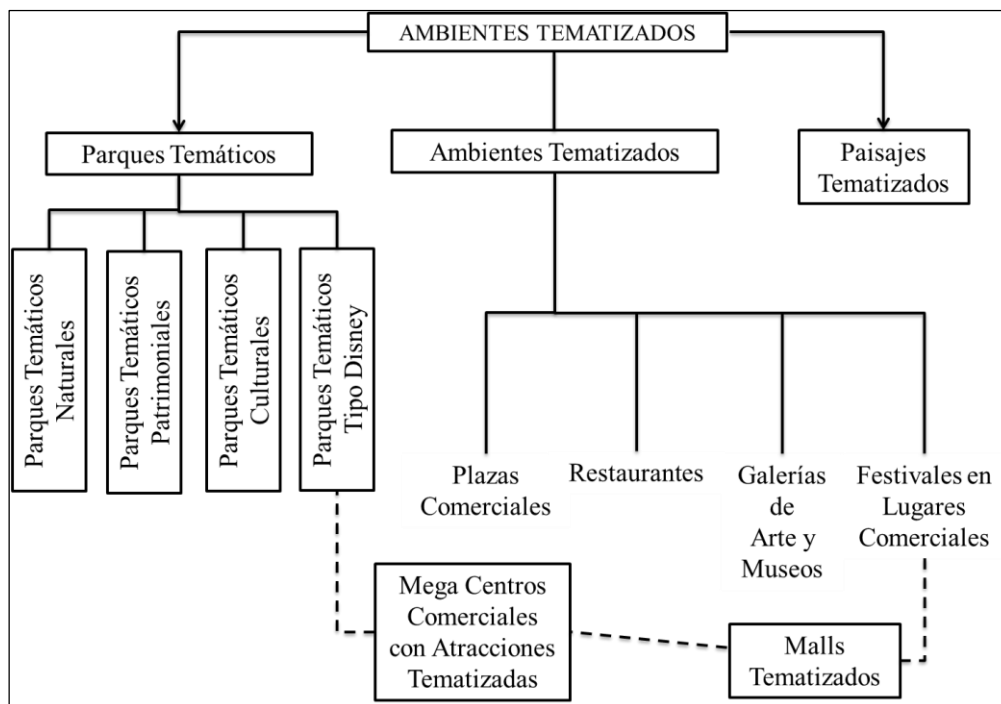 AMBIENTES TEMATIZADOS
Parques Temáticos
Ambientes Tematizados
Paisajes
Tematizados
Parques Temáticos
Naturales
Parques Temáticos
Patrimoniales
Parques Temáticos
Culturales
Parques Temáticos
Tipo Disney
Plazas
Comerciales
Restaurantes
Galerías
de
Arte y
Museos
Festivales en
Lugares
Comerciales
Mega Centros
Comerciales
con Atracciones
Tematizadas
Malls
Tematizados